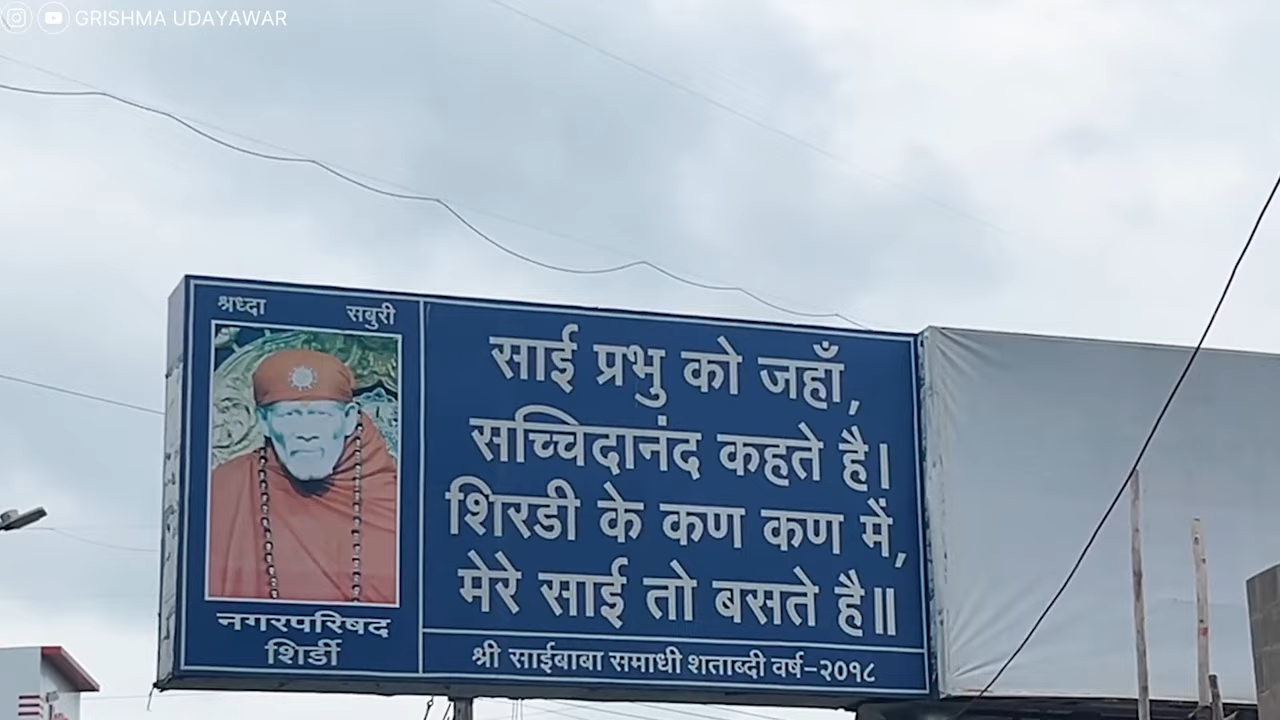 GRISHMA UDAYAWAR
श्रध्दा सबुरी
नगरपरिषद
शिर्डी
साई प्रभु को जहाँ,
सच्चिदानंद कहते है।
शिरडी के कण कण में,
मेरे साई तो बसते है॥
श्री साईबाबा समाधी शताब्दी वर्ष-२०१८